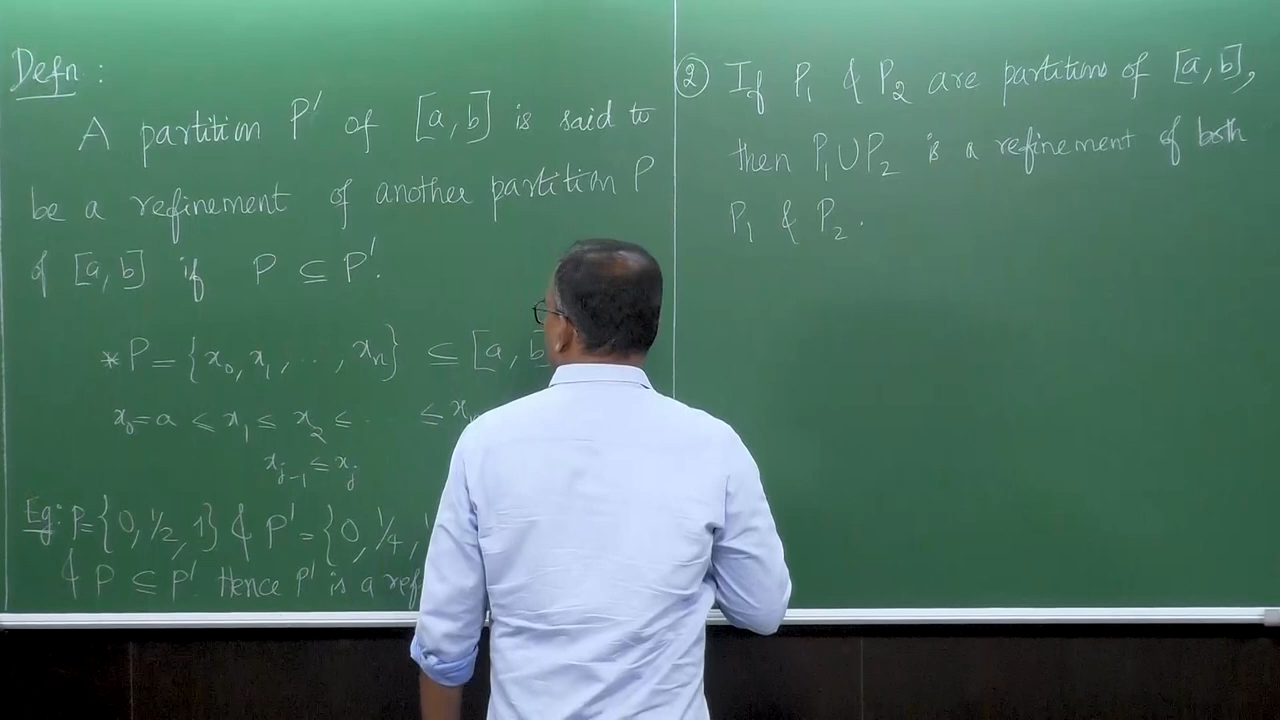 Defn :
A partition P' of [a, b] is said to
be a refinement of another partition P
of [a, b] if P ⊆ P'.
* P = {x₀, x₁, . . , xₙ} ⊆ [a, b
x₀ = a ≤ x₁ ≤ x₂ ≤ . ≤ x
xⱼ₋₁ ≤ xⱼ
Eg: P = {0, 1/2, 1} & P' = {0, 1/4,
& P ⊆ P' Hence P' is a ref
② If P₁ & P₂ are partitions of [a, b],
then P₁ ∪ P₂ is a refinement of both
P₁ & P₂ .